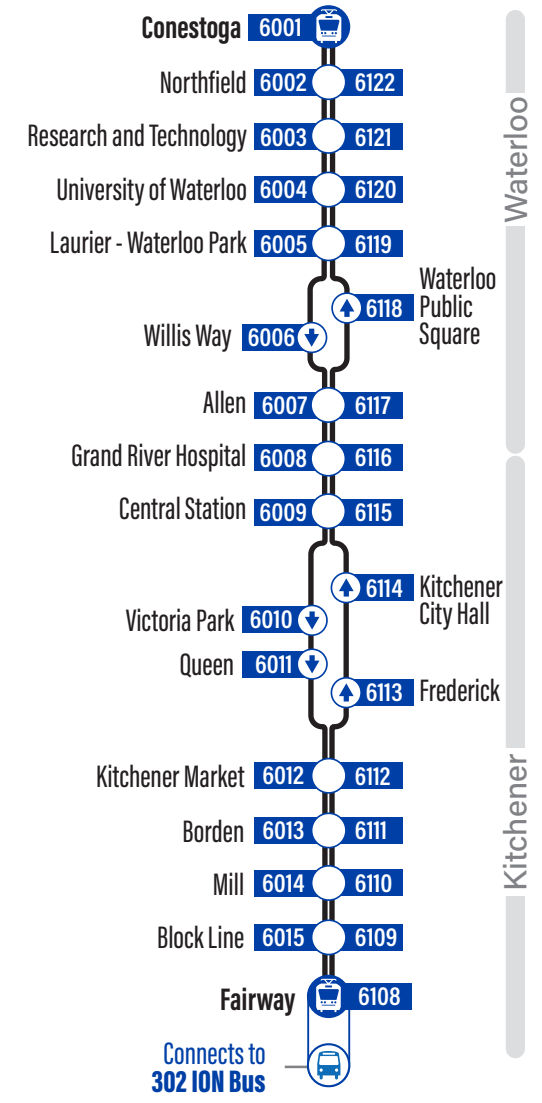 Conestoga 6001
Northfield 6002 6122
Research and Technology 6003 6121
University of Waterloo 6004 6120
Laurier - Waterloo Park 6005 6119
Waterloo
6118 Public
Square
Willis Way 6006
Allen 6007 6117
Grand River Hospital 6008 6116
Central Station 6009 6115
6114 Kitchener
City Hall
Victoria Park 6010
Queen 6011
6113 Frederick
Kitchener Market 6012 6112
Borden 6013 6111
Mill 6014 6110
Block Line 6015 6109
Fairway 6108
Connects to
302 ION Bus
Waterloo
Kitchener